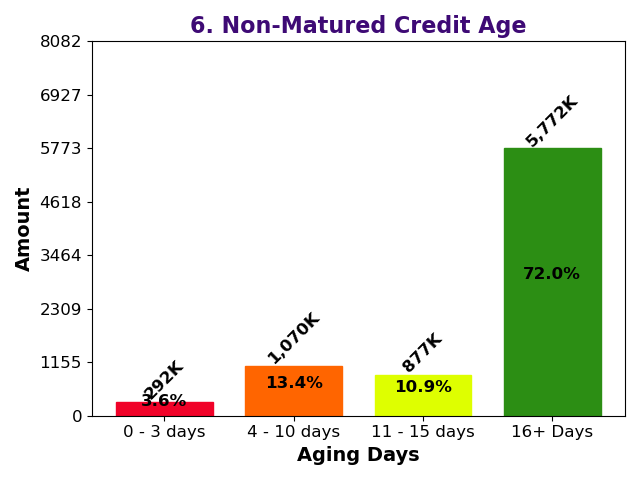 6. Non-Matured Credit Age
Amount
8082
6927
5773
4618
3464
2309
1155
0
292K
3.6%
1,070K
13.4%
877K
10.9%
5,772K
72.0%
0 - 3 days
4 - 10 days
11 - 15 days
16+ Days
Aging Days